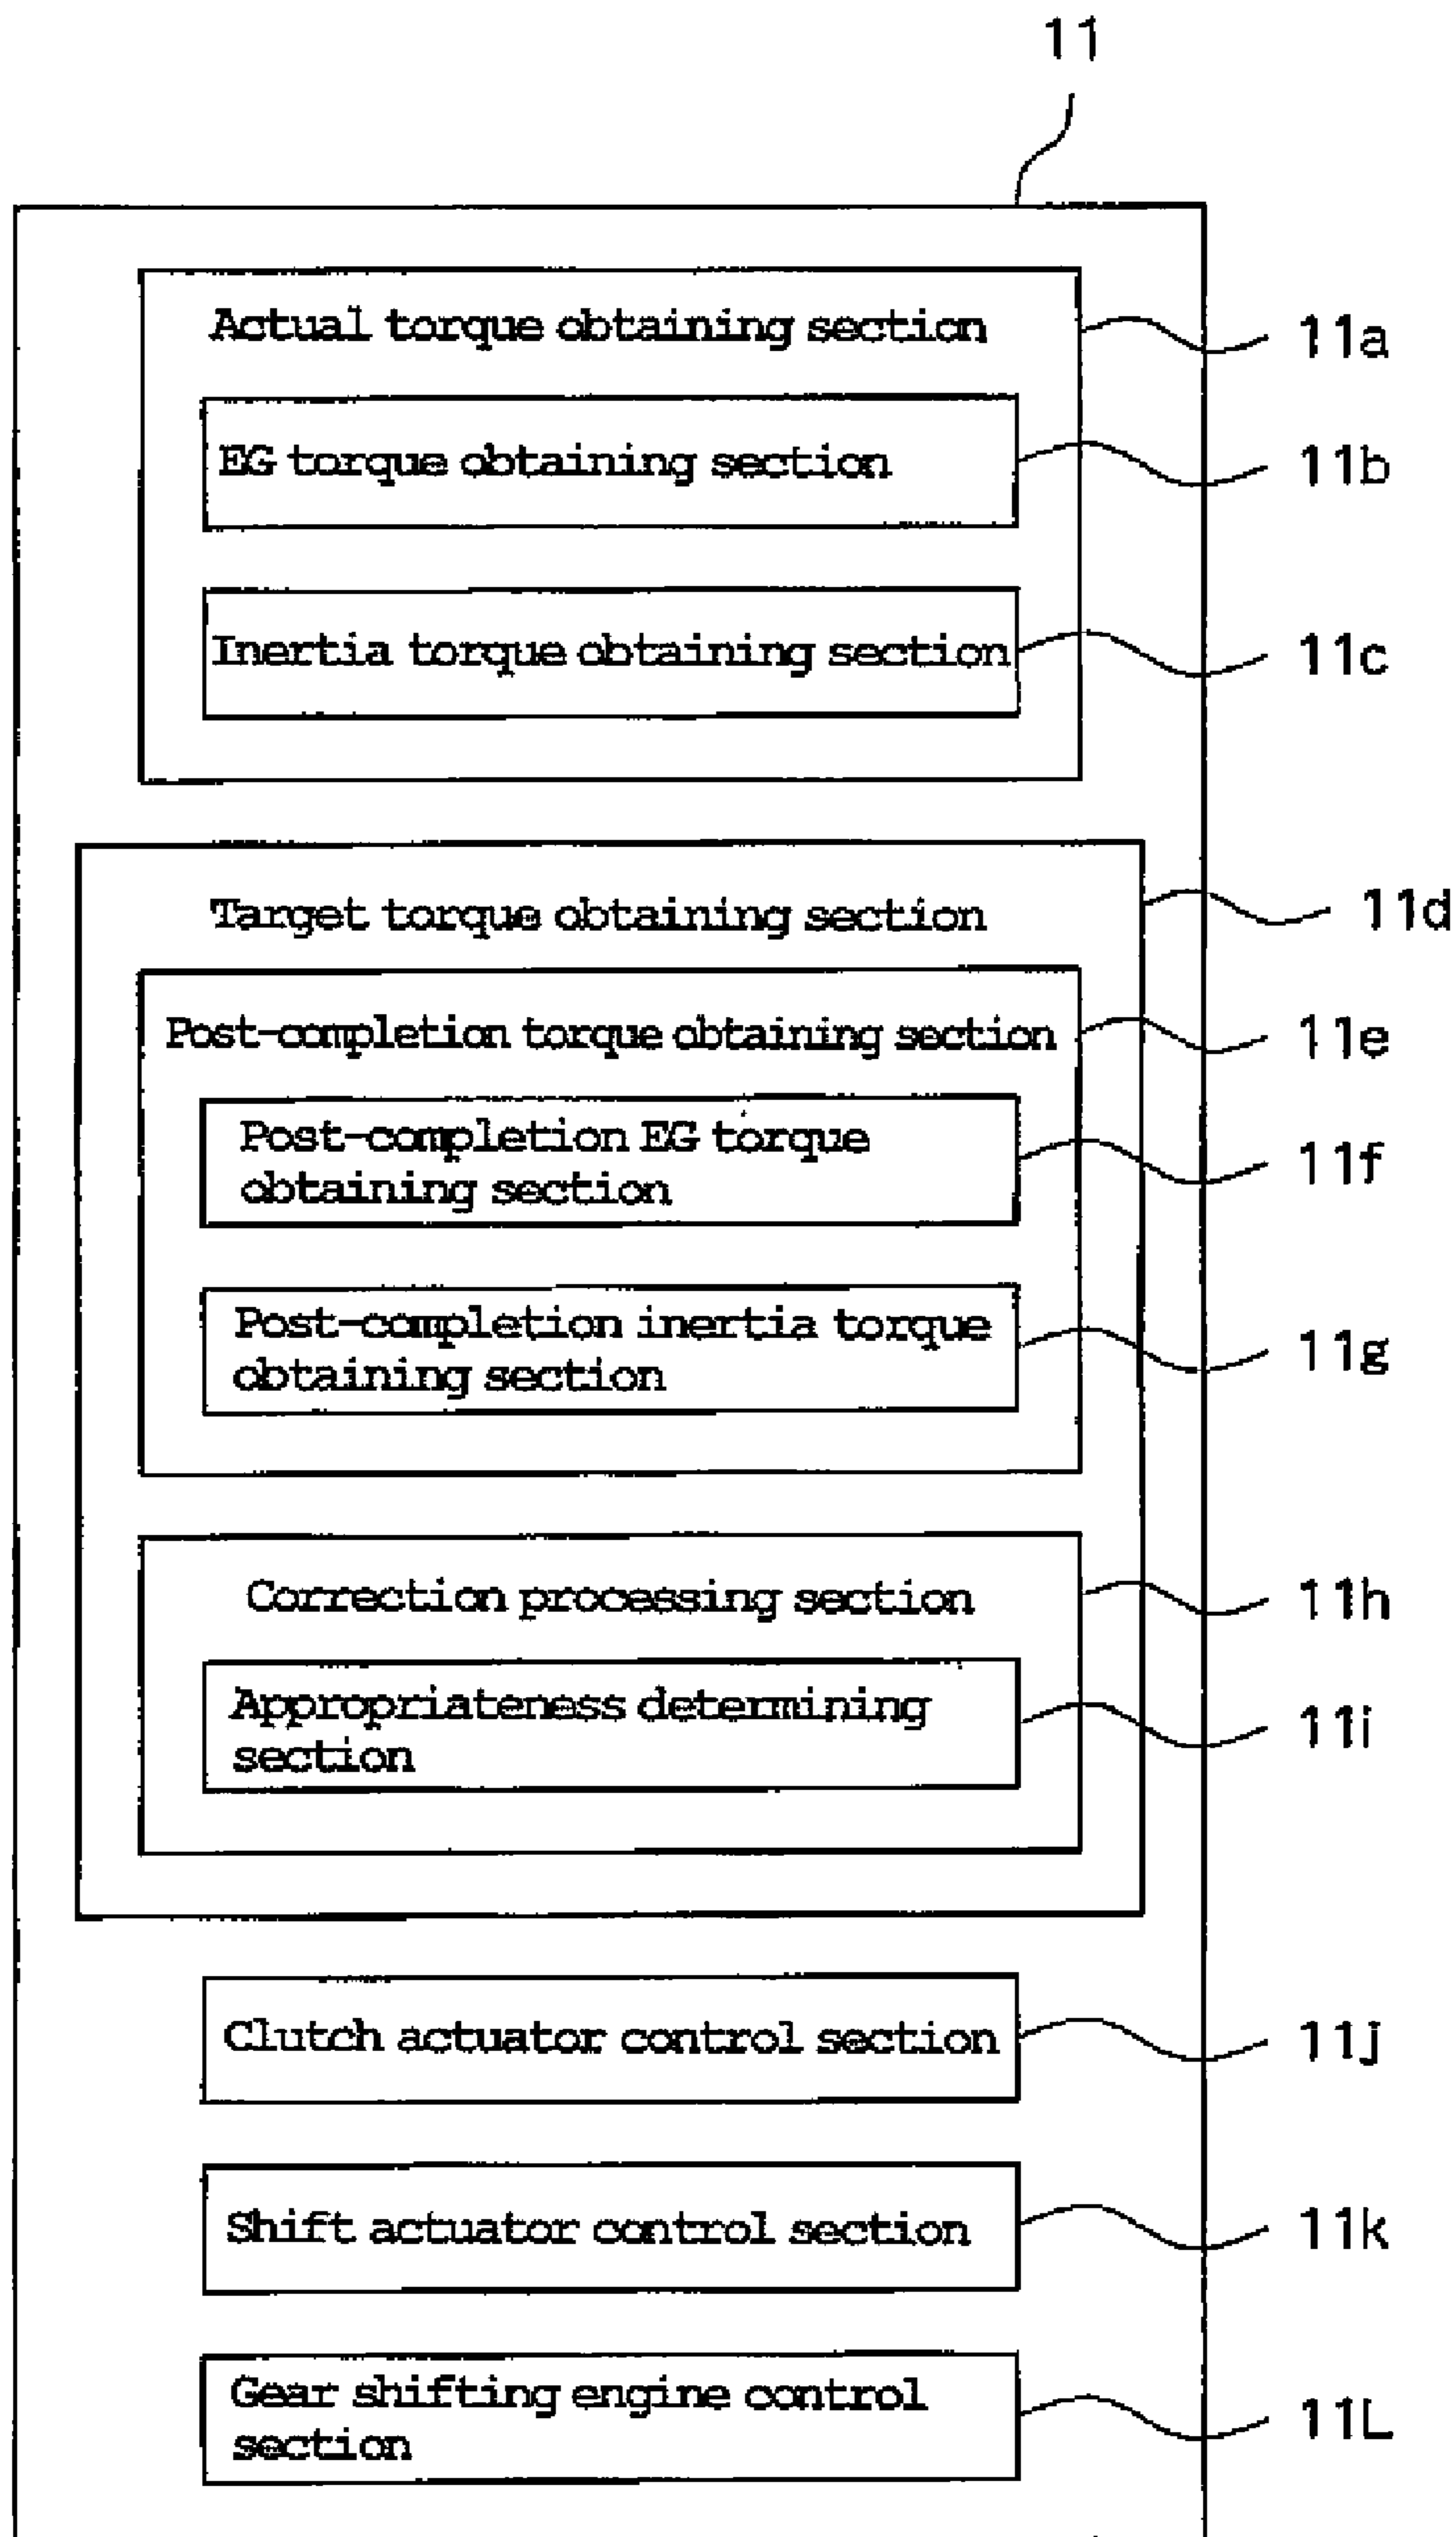 11
Actual torque obtaining section
11a
EG torque obtaining section
11b
Inertia torque obtaining section
11c
Target torque obtaining section
11d
Post-completion torque obtaining section
11e
Post-completion EG torque
obtaining section
11f
Post-completion inertia torque
obtaining section
11g
Correction processing section
11h
Appropriateness determining
section
11i
Clutch actuator control section
11j
Shift actuator control section
11k
Gear shifting engine control
section
11L